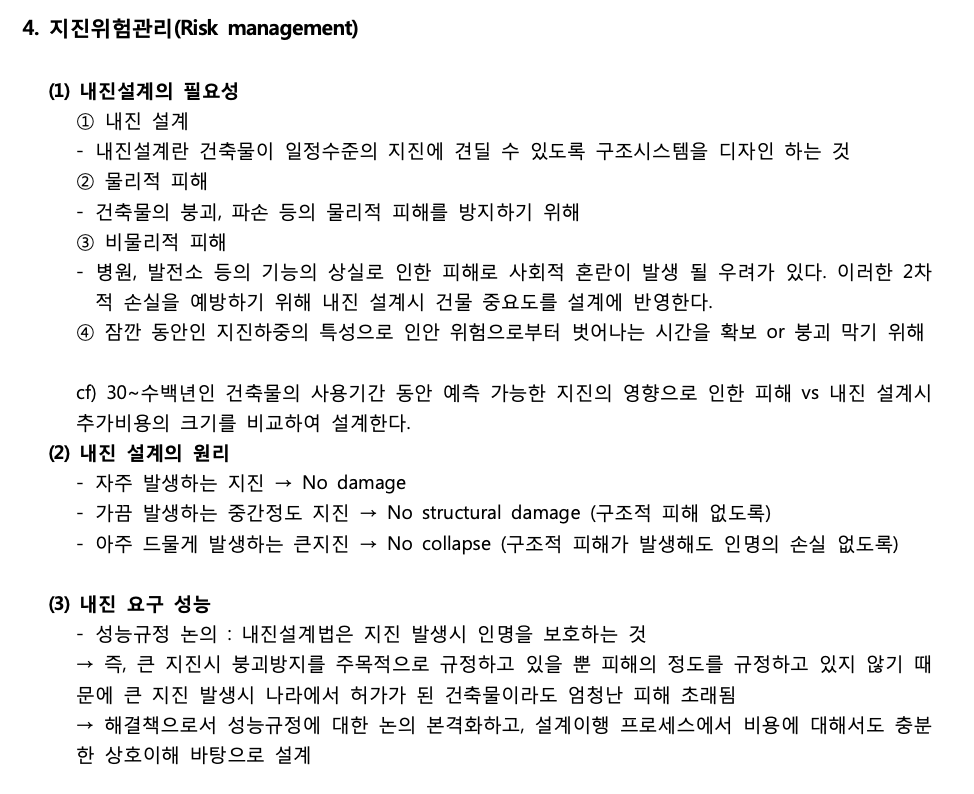 4. 지진위험관리(Risk management)
(1) 내진설계의 필요성
① 내진 설계
- 내진설계란 건축물이 일정수준의 지진에 견딜 수 있도록 구조시스템을 디자인 하는 것
② 물리적 피해
- 건축물의 붕괴, 파손 등의 물리적 피해를 방지하기 위해
③ 비물리적 피해
- 병원, 발전소 등의 기능의 상실로 인한 피해로 사회적 혼란이 발생 될 우려가 있다. 이러한 2차
적 손실을 예방하기 위해 내진 설계시 건물 중요도를 설계에 반영한다.
④ 잠깐 동안인 지진하중의 특성으로 인안 위험으로부터 벗어나는 시간을 확보 or 붕괴 막기 위해
cf) 30~수백년인 건축물의 사용기간 동안 예측 가능한 지진의 영향으로 인한 피해 vs 내진 설계시
추가비용의 크기를 비교하여 설계한다.
(2) 내진 설계의 원리
- 자주 발생하는 지진 → No damage
- 가끔 발생하는 중간정도 지진 → No structural damage (구조적 피해 없도록)
- 아주 드물게 발생하는 큰지진 → No collapse (구조적 피해가 발생해도 인명의 손실 없도록)
(3) 내진 요구 성능
- 성능규정 논의 : 내진설계법은 지진 발생시 인명을 보호하는 것
→ 즉, 큰 지진시 붕괴방지를 주목적으로 규정하고 있을 뿐 피해의 정도를 규정하고 있지 않기 때
문에 큰 지진 발생시 나라에서 허가가 된 건축물이라도 엄청난 피해 초래됨
→ 해결책으로서 성능규정에 대한 논의 본격화하고, 설계이행 프로세스에서 비용에 대해서도 충분
한 상호이해 바탕으로 설계